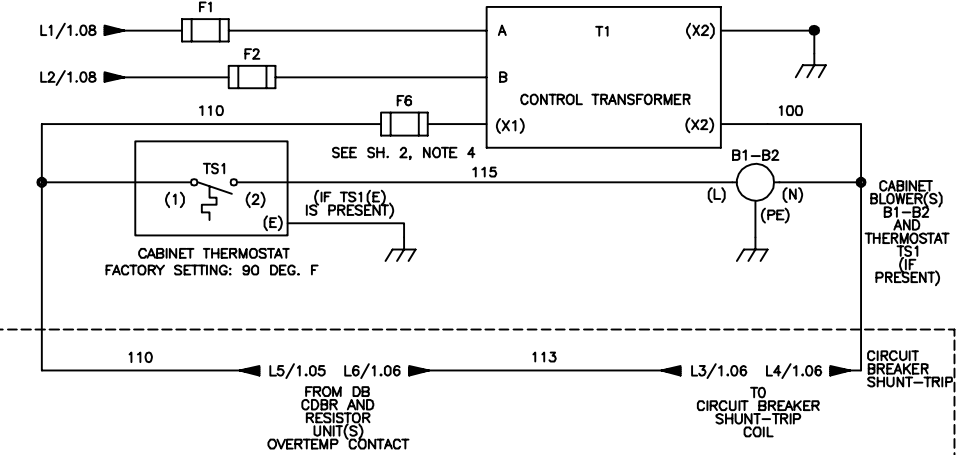 F1
L1/1.08
A
T1
(X2)
F2
L2/1.08
B
CONTROL TRANSFORMER
110
F6
(X1)
(X2)
100
SEE SH. 2, NOTE 4
TS1
(1)
(2)
115
B1-B2
(L)
(N)
(PE)
(E)
(IF TS1(E)
IS PRESENT)
CABINET THERMOSTAT
FACTORY SETTING: 90 DEG. F
CABINET
BLOWER(S)
B1-B2
AND
THERMOSTAT
TS1
(IF
PRESENT)
110
L5/1.05
L6/1.06
113
L3/1.06
L4/1.06
CIRCUIT
BREAKER
SHUNT-TRIP
FROM DB
CDBR AND
RESISTOR
UNIT(S)
OVERTEMP CONTACT
TO
CIRCUIT BREAKER
SHUNT-TRIP
COIL